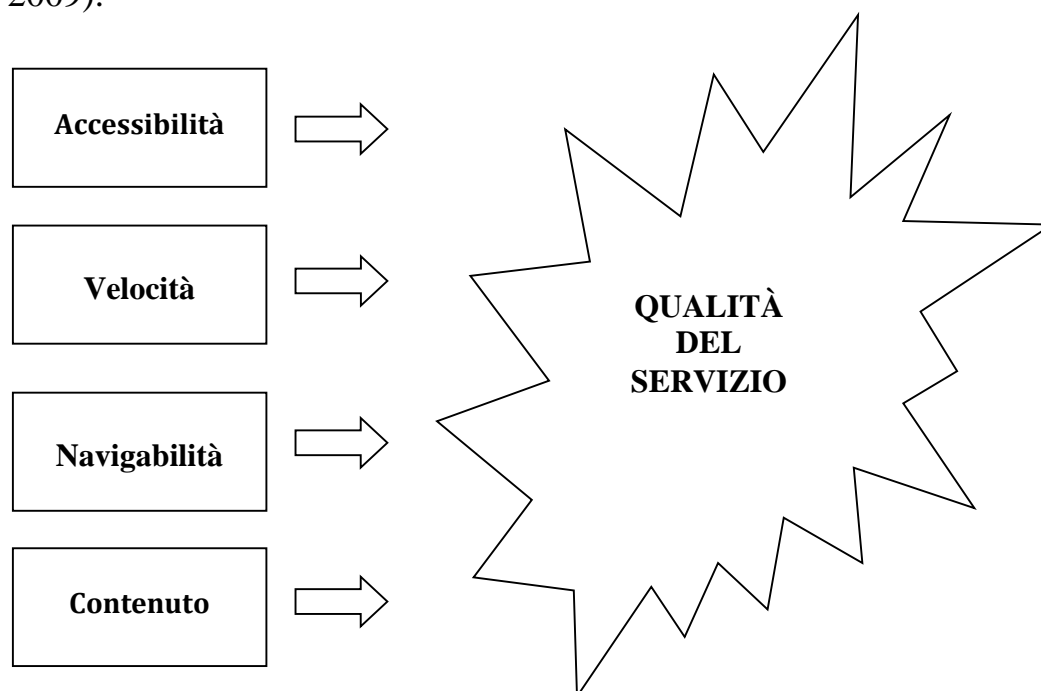 2009).
Accessibilità
Velocità
Navigabilità
Contenuto
QUALITÀ
DEL
SERVIZIO